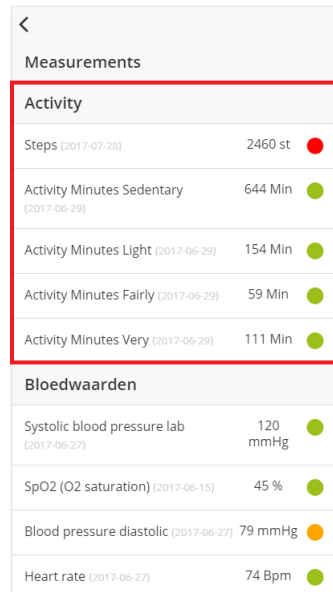 Measurements
Activity
Steps (2017-07-28) 2460 st
Activity Minutes Sedentary 644 Min
(2017-06-29)
Activity Minutes Light (2017-06-29) 154 Min
Activity Minutes Fairly (2017-06-29) 59 Min
Activity Minutes Very (2017-06-29) 111 Min
Bloedwaarden
Systolic blood pressure lab 120
(2017-06-27) mmHg
SpO2 (O2 saturation) (2017-06-15) 45 %
Blood pressure diastolic (2017-06-27) 79 mmHg
Heart rate (2017-06-27) 74 Bpm